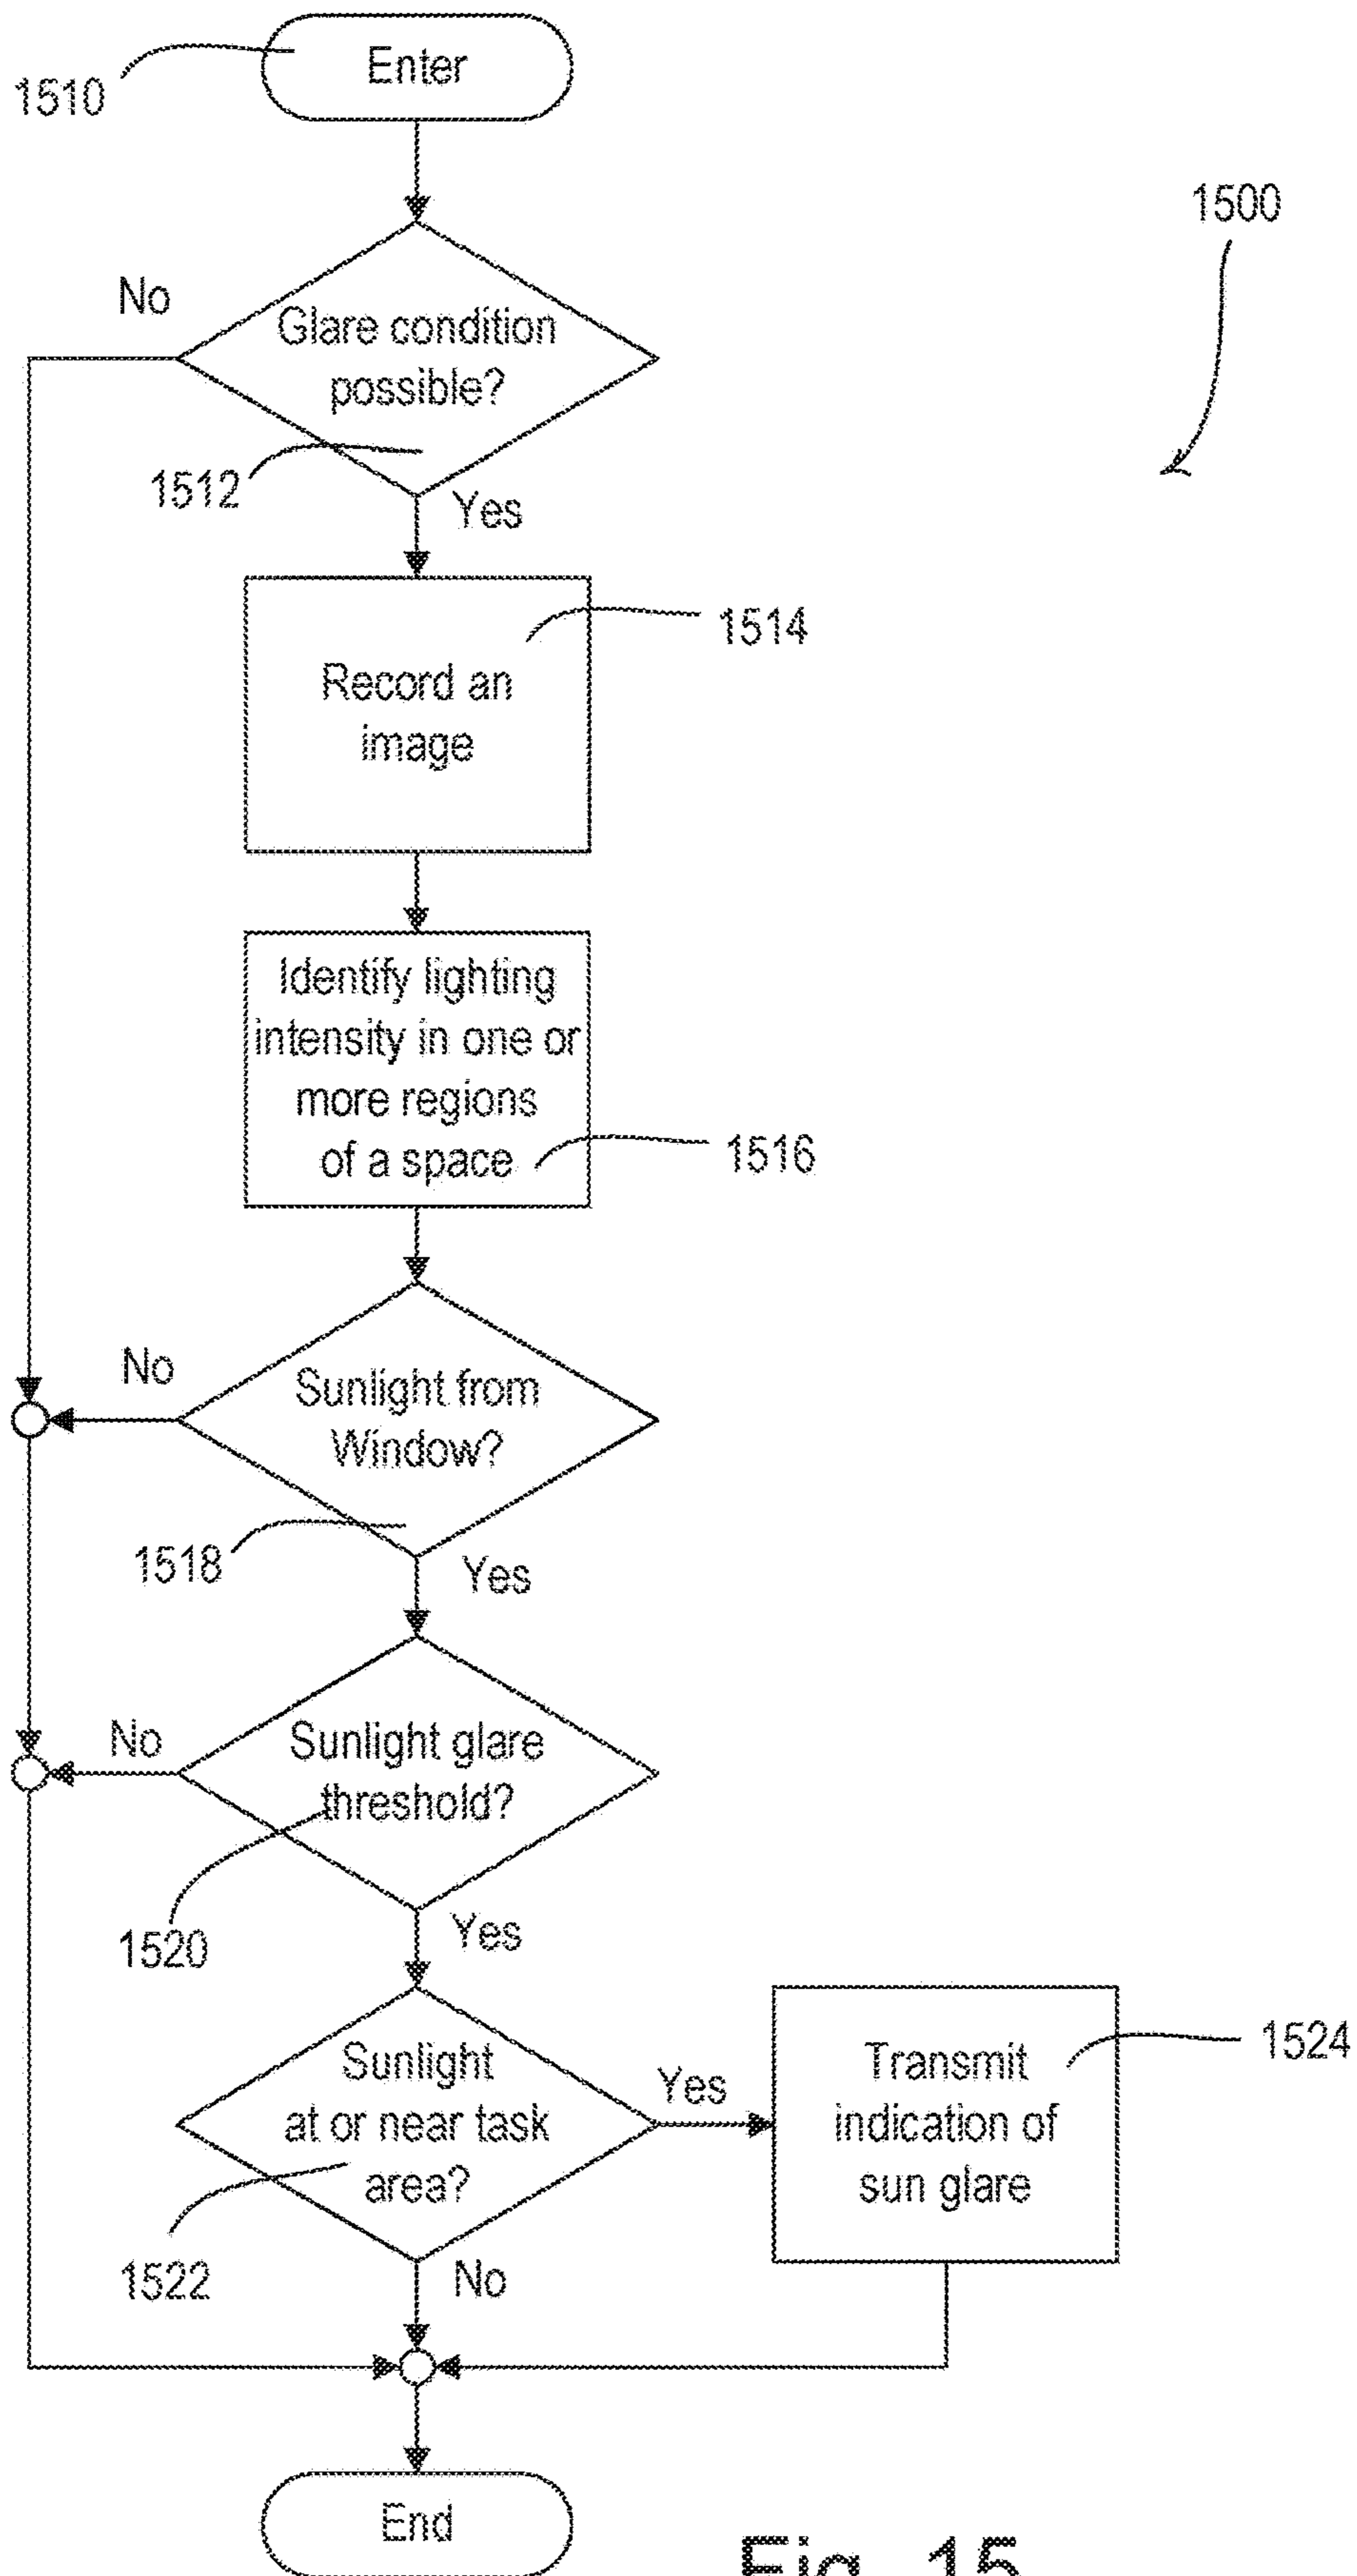 Enter
1510
1500
No
Glare condition
possible?
1512
Yes
1514
Record an
image
Identify lighting
intensity in one or
more regions
of a space
1516
No
Sunlight from
Window?
1518
Yes
No
Sunlight glare
threshold?
1520
Yes
Sunlight
at or near task
area?
Yes
Transmit
indication of
sun glare
1524
1522
No
End
Fig. 15